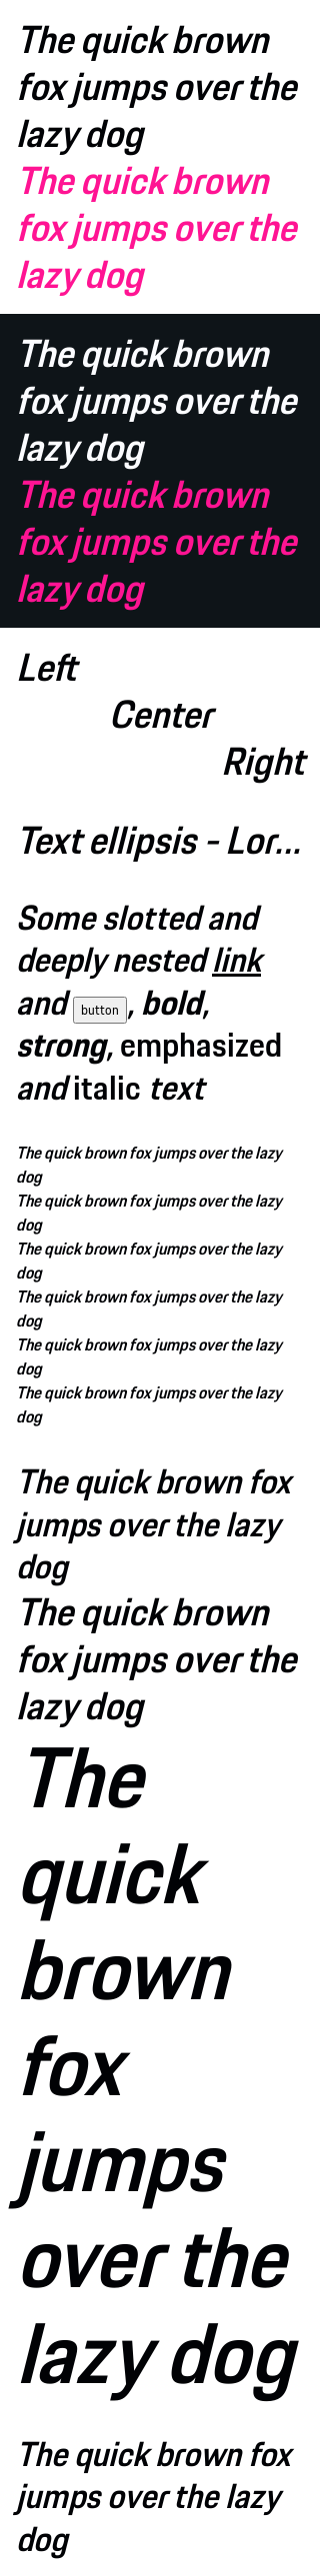 The quick brown
fox jumps over the
lazy dog
The quick brown
fox jumps over the
lazy dog
The quick brown
fox jumps over the
lazy dog
The quick brown
fox jumps over the
lazy dog
Left
Center
Right
Text ellipsis - Lor...
Some slotted and
deeply nested link
and button, bold,
strong, emphasized
and italic text
The quick brown fox jumps over the lazy
dog
The quick brown fox jumps over the lazy
dog
The quick brown fox jumps over the lazy
dog
The quick brown fox jumps over the lazy
dog
The quick brown fox jumps over the lazy
dog
The quick brown fox jumps over the lazy
dog
The quick brown fox
jumps over the lazy
dog
The quick brown
fox jumps over the
lazy dog
The
quick
brown
fox
jumps
over the
lazy dog
The quick brown fox
jumps over the lazy
dog